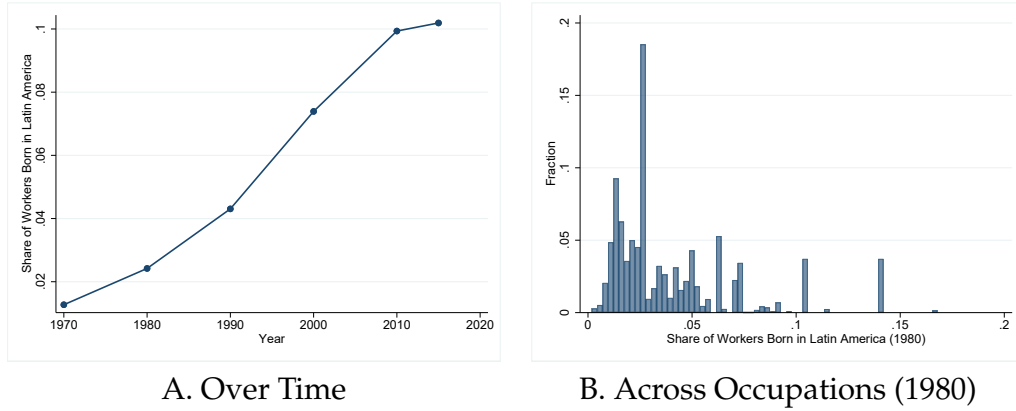 .1
.08
.06
.04
.02
Share of Workers Born in Latin America
1970 1980 1990 2000 2010 2020
Year
A. Over Time
.2
.15
.1
.05
0
Fraction
0 .05 .1 .15 .2
Share of Workers Born in Latin America (1980)
B. Across Occupations (1980)